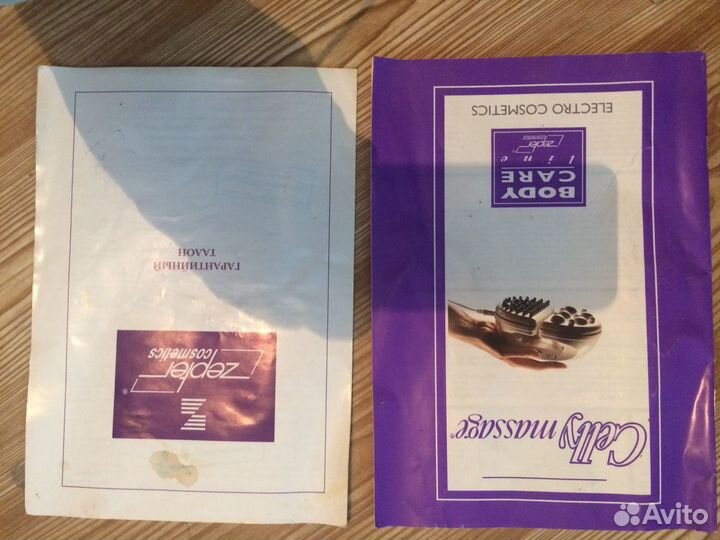 zepter
cosmetics
®
ГАРАНТИЙНЫЙ
ТАЛОН
Celly massage®
BODY
CARE
line
zepter®
cosmetics
ELECTRO COSMETICS
Avito